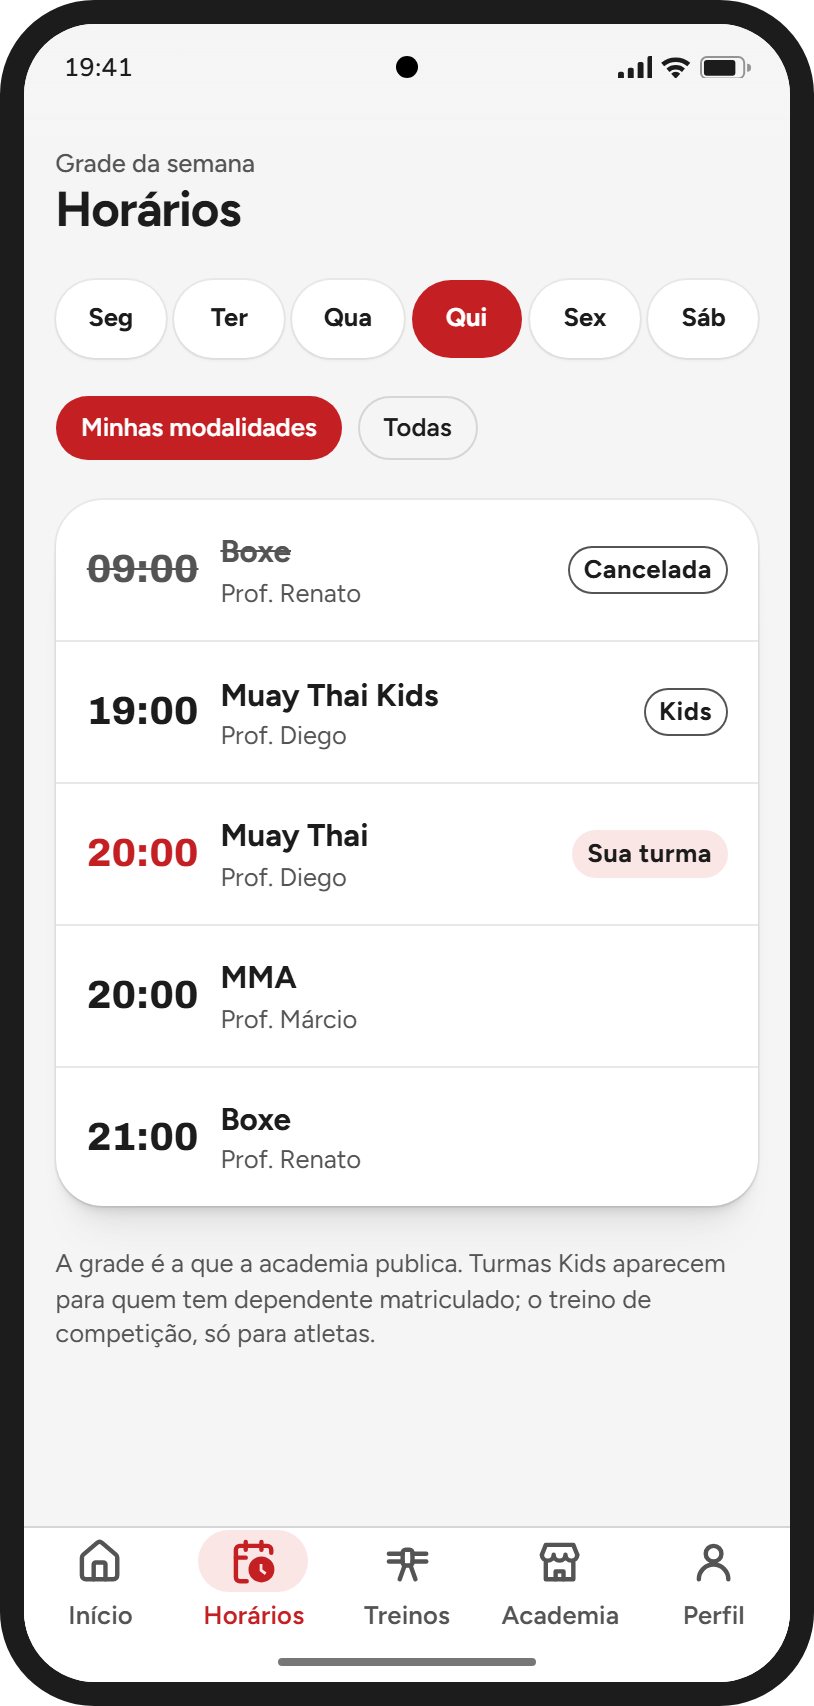 19:41
Grade da semana
Horários
Seg Ter Qua Qui Sex Sáb
Minhas modalidades Todas
09:00 Boxe Cancelada
Prof. Renato
19:00 Muay Thai Kids Kids
Prof. Diego
20:00 Muay Thai Sua turma
Prof. Diego
20:00 MMA
Prof. Márcio
21:00 Boxe
Prof. Renato
A grade é a que a academia publica. Turmas Kids aparecem
para quem tem dependente matriculado; o treino de
competição, só para atletas.
Início Horários Treinos Academia Perfil